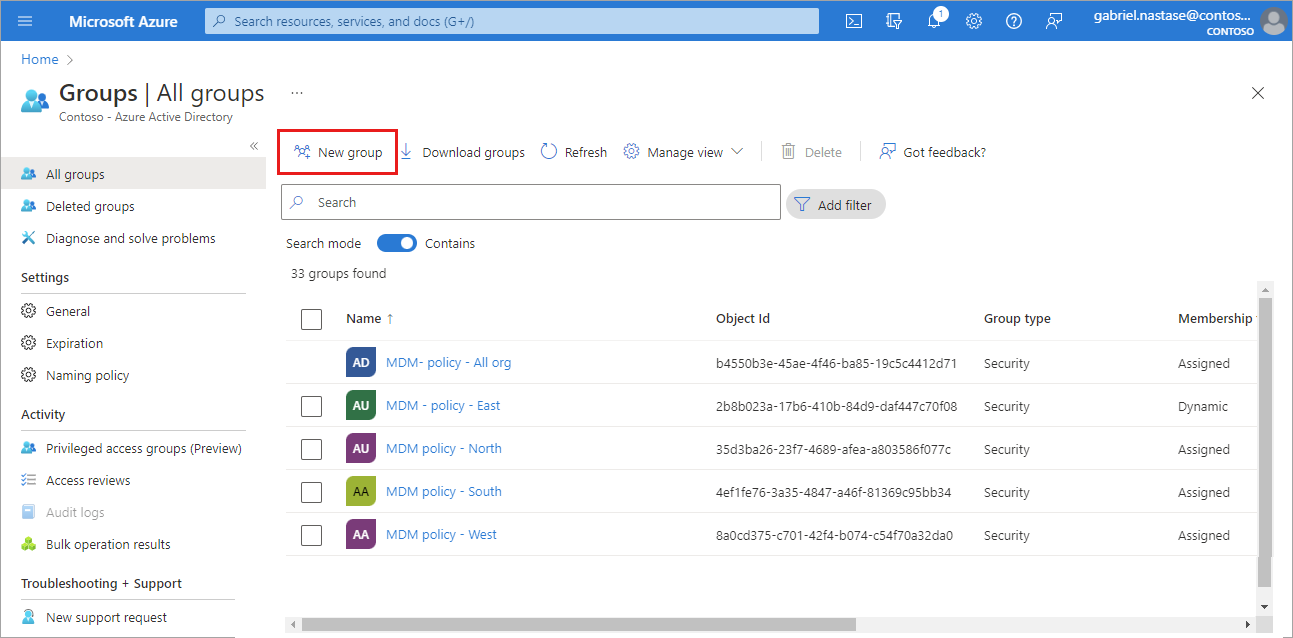 Microsoft Azure
Search resources, services, and docs (G+/)
1
gabriel.nastase@contos...
CONTOSO
Home
Groups | All groups
...
Contoso - Azure Active Directory
All groups
Deleted groups
Diagnose and solve problems
Settings
General
Expiration
Naming policy
Activity
Privileged access groups (Preview)
Access reviews
Audit logs
Bulk operation results
Troubleshooting + Support
New support request
New group Download groups Refresh Manage view Delete Got feedback?
Search
Add filter
Search mode Contains
33 groups found
Name ↑ Object Id Group type Membership
AD MDM- policy - All org b4550b3e-45ae-4f46-ba85-19c5c4412d71 Security Assigned
AU MDM - policy - East 2b8b023a-17b6-410b-84d9-daf447c70f08 Security Dynamic
AU MDM policy - North 35d3ba26-23f7-4689-afea-a803586f077c Security Assigned
AA MDM policy - South 4ef1fe76-3a35-4847-a46f-81369c95bb34 Security Assigned
AA MDM policy - West 8a0cd375-c701-42f4-b074-c54f70a32da0 Security Assigned